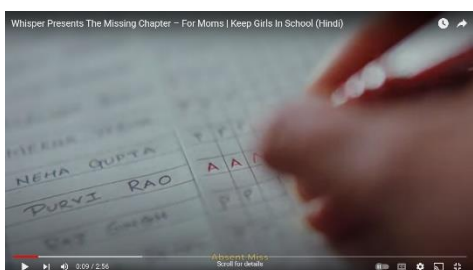 Whisper Presents The Missing Chapter – For Moms | Keep Girls In School (Hindi)
P P P
NEHA GUPTA A A A
PURVI RAO P P
Absent Miss
Scroll for details
0:09 / 2:56